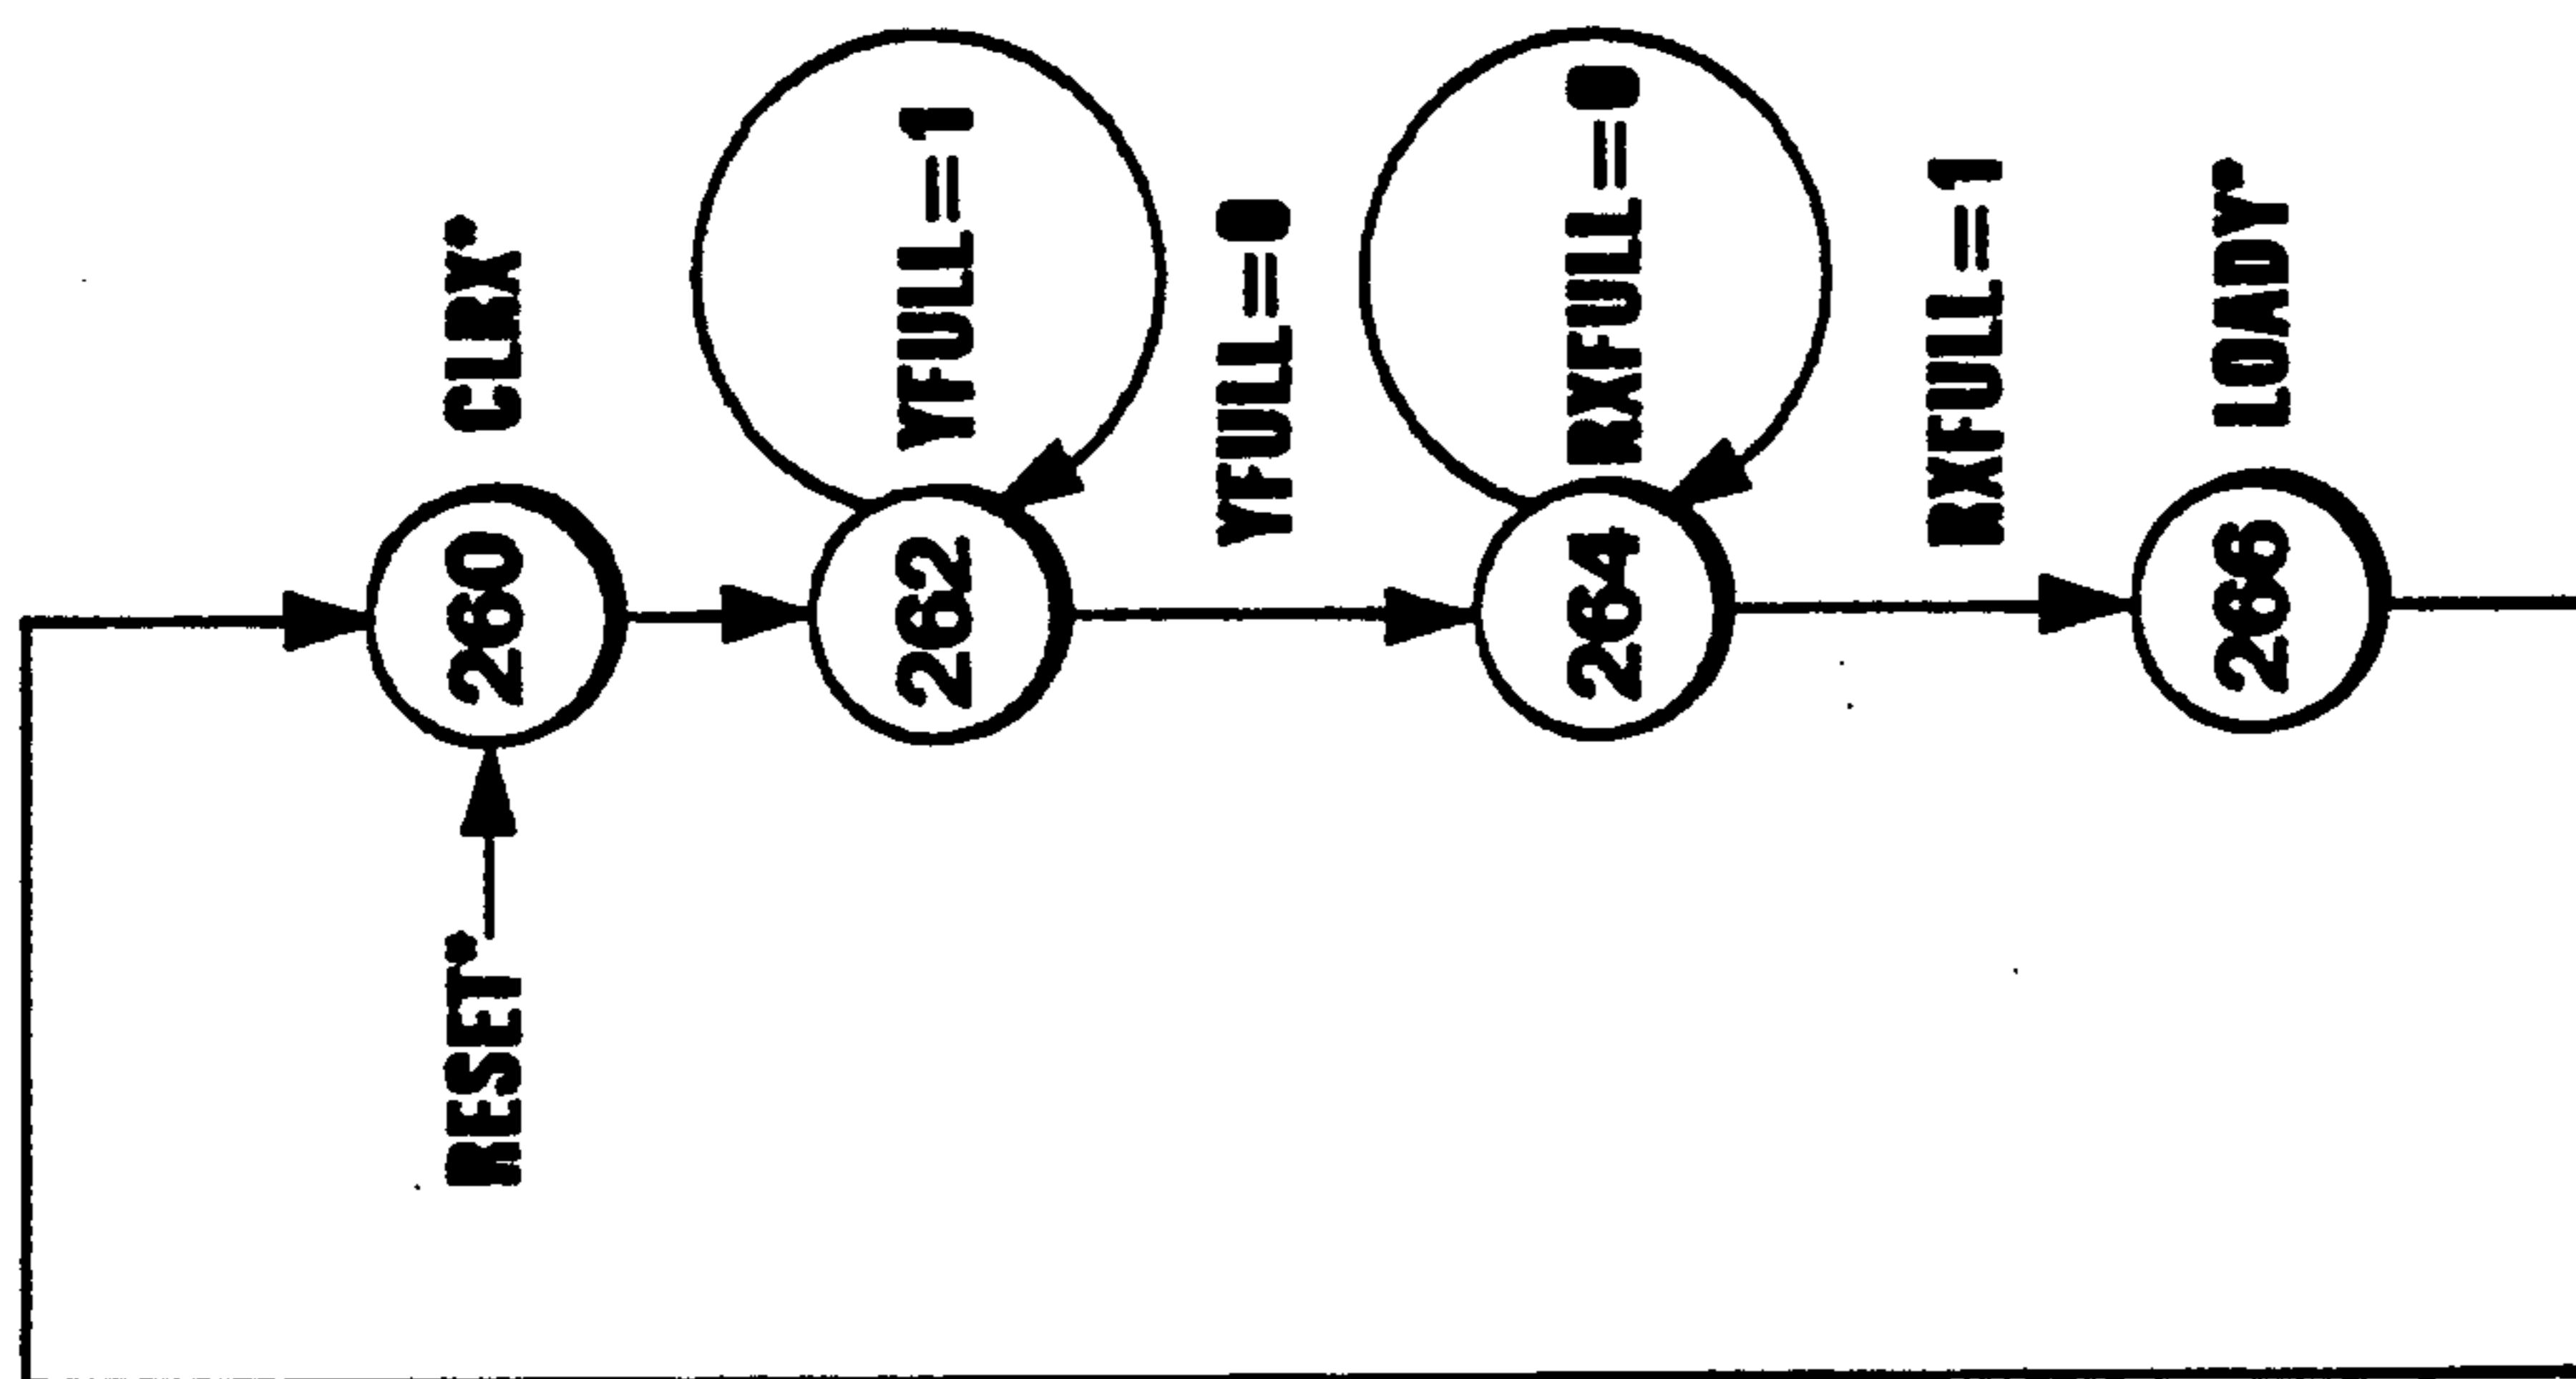 RESET*
260 CLRX*
262 YFULL=1
YFULL=0
264 RXFULL=0
RXFULL=1
266 LOADY*